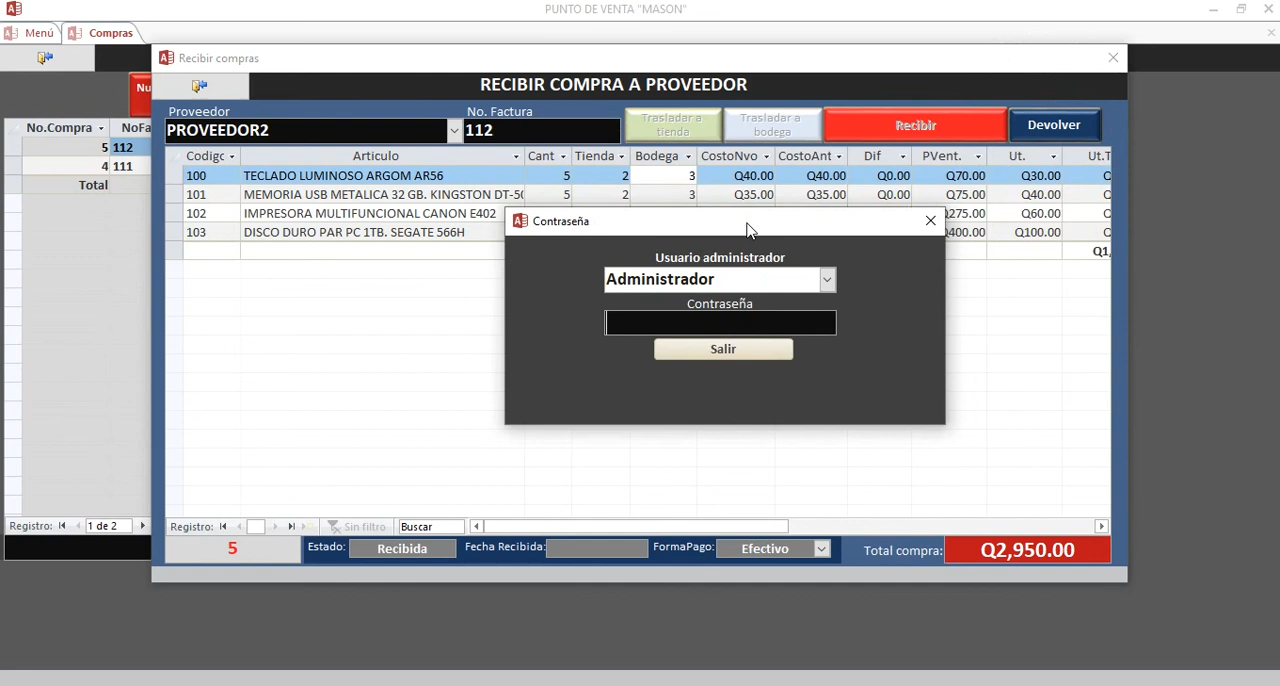 PUNTO DE VENTA "MASON"
Menú Compras
Recibir compras
RECIBIR COMPRA A PROVEEDOR
Nu
Proveedor No. Factura
PROVEEDOR2 112 Trasladar a tienda Trasladar a bodega Recibir Devolver
No.Compra NoFa
5 112
4 111
Total
Codigo Articulo Cant Tienda Bodega CostoNvo CostoAnt Dif PVent. Ut. Ut.T
100 TECLADO LUMINOSO ARGOM AR56 5 2 3 Q40.00 Q40.00 Q0.00 Q70.00 Q30.00 Q
101 MEMORIA USB METALICA 32 GB. KINGSTON DT-50 5 2 3 Q35.00 Q35.00 Q0.00 Q75.00 Q40.00 Q
102 IMPRESORA MULTIFUNCIONAL CANON E402 Q275.00 Q60.00 Q
103 DISCO DURO PAR PC 1TB. SEGATE 566H Q400.00 Q100.00 Q
Q1,
Contraseña
Usuario administrador
Administrador
Contraseña
Salir
Registro: 1 de 2
Registro: Sin filtro Buscar
5 Estado: Recibida Fecha Recibida: FormaPago: Efectivo Total compra: Q2,950.00